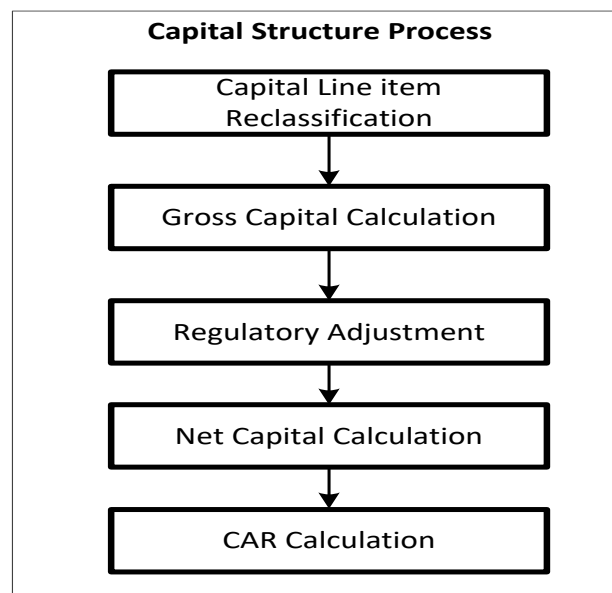 Capital Structure Process
Capital Line item
Reclassification
Gross Capital Calculation
Regulatory Adjustment
Net Capital Calculation
CAR Calculation